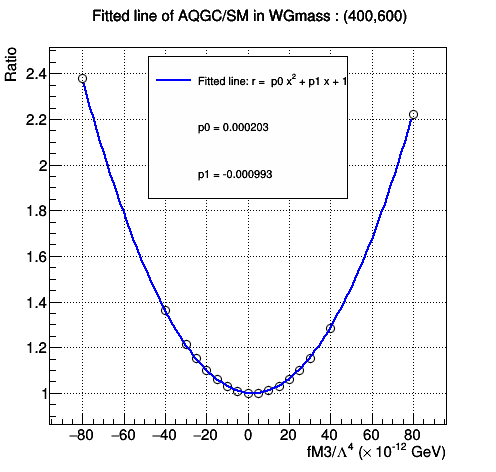 Fitted line of AQGC/SM in WGmass : (400,600)
Ratio
Fitted line: r = p0 x² + p1 x + 1
p0 = 0.000203
p1 = -0.000993
2.4
2.2
2
1.8
1.6
1.4
1.2
1
−80 −60 −40 −20 0 20 40 60 80
fM3/Λ⁴ (× 10⁻¹² GeV)